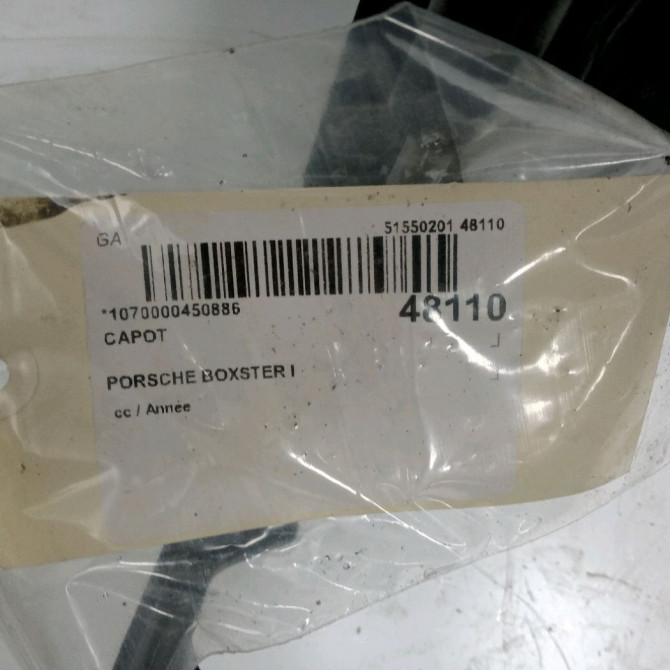 GA 51550201 48110
*1070000450886 48110
CAPOT
PORSCHE BOXSTER I
cc / Année